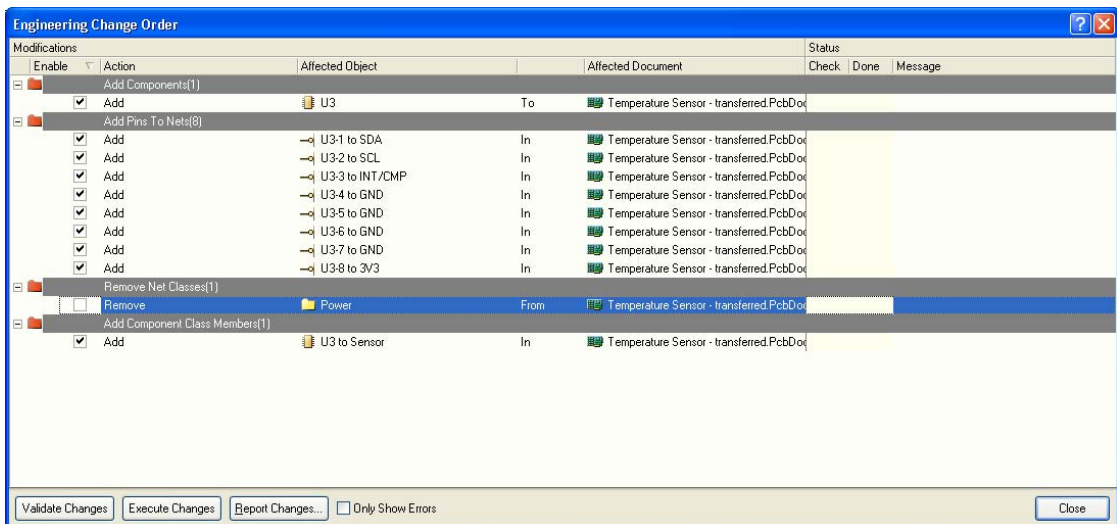 Engineering Change Order
Modifications Status
Enable Action Affected Object Affected Document Check Done Message
Add Components(1)
Add U3 To Temperature Sensor - transferred.PcbDoc
Add Pins To Nets(8)
Add U3-1 to SDA In Temperature Sensor - transferred.PcbDoc
Add U3-2 to SCL In Temperature Sensor - transferred.PcbDoc
Add U3-3 to INT/CMP In Temperature Sensor - transferred.PcbDoc
Add U3-4 to GND In Temperature Sensor - transferred.PcbDoc
Add U3-5 to GND In Temperature Sensor - transferred.PcbDoc
Add U3-6 to GND In Temperature Sensor - transferred.PcbDoc
Add U3-7 to GND In Temperature Sensor - transferred.PcbDoc
Add U3-8 to 3V3 In Temperature Sensor - transferred.PcbDoc
Remove Net Classes(1)
Remove Power From Temperature Sensor - transferred.PcbDoc
Add Component Class Members(1)
Add U3 to Sensor In Temperature Sensor - transferred.PcbDoc
Validate Changes Execute Changes Report Changes... Only Show Errors Close